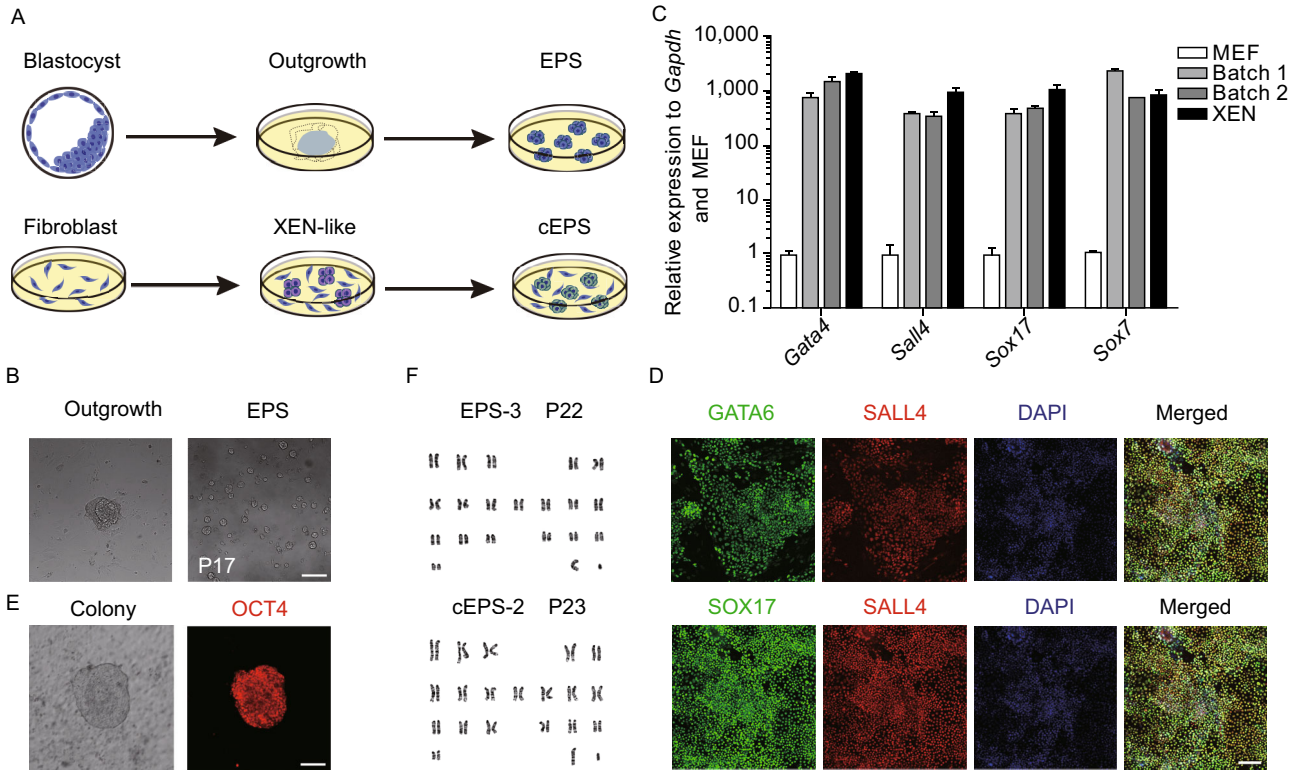 A
Blastocyst
Outgrowth
EPS
Fibroblast
XEN-like
cEPS
C
Relative expression to Gapdh
and MEF
10,000
1,000
100
10
1
0.1
Gata4
Sall4
Sox17
Sox7
MEF
Batch 1
Batch 2
XEN
B
Outgrowth
EPS
P17
F
EPS-3 P22
cEPS-2 P23
D
GATA6
SALL4
DAPI
Merged
SOX17
SALL4
DAPI
Merged
E
Colony
OCT4